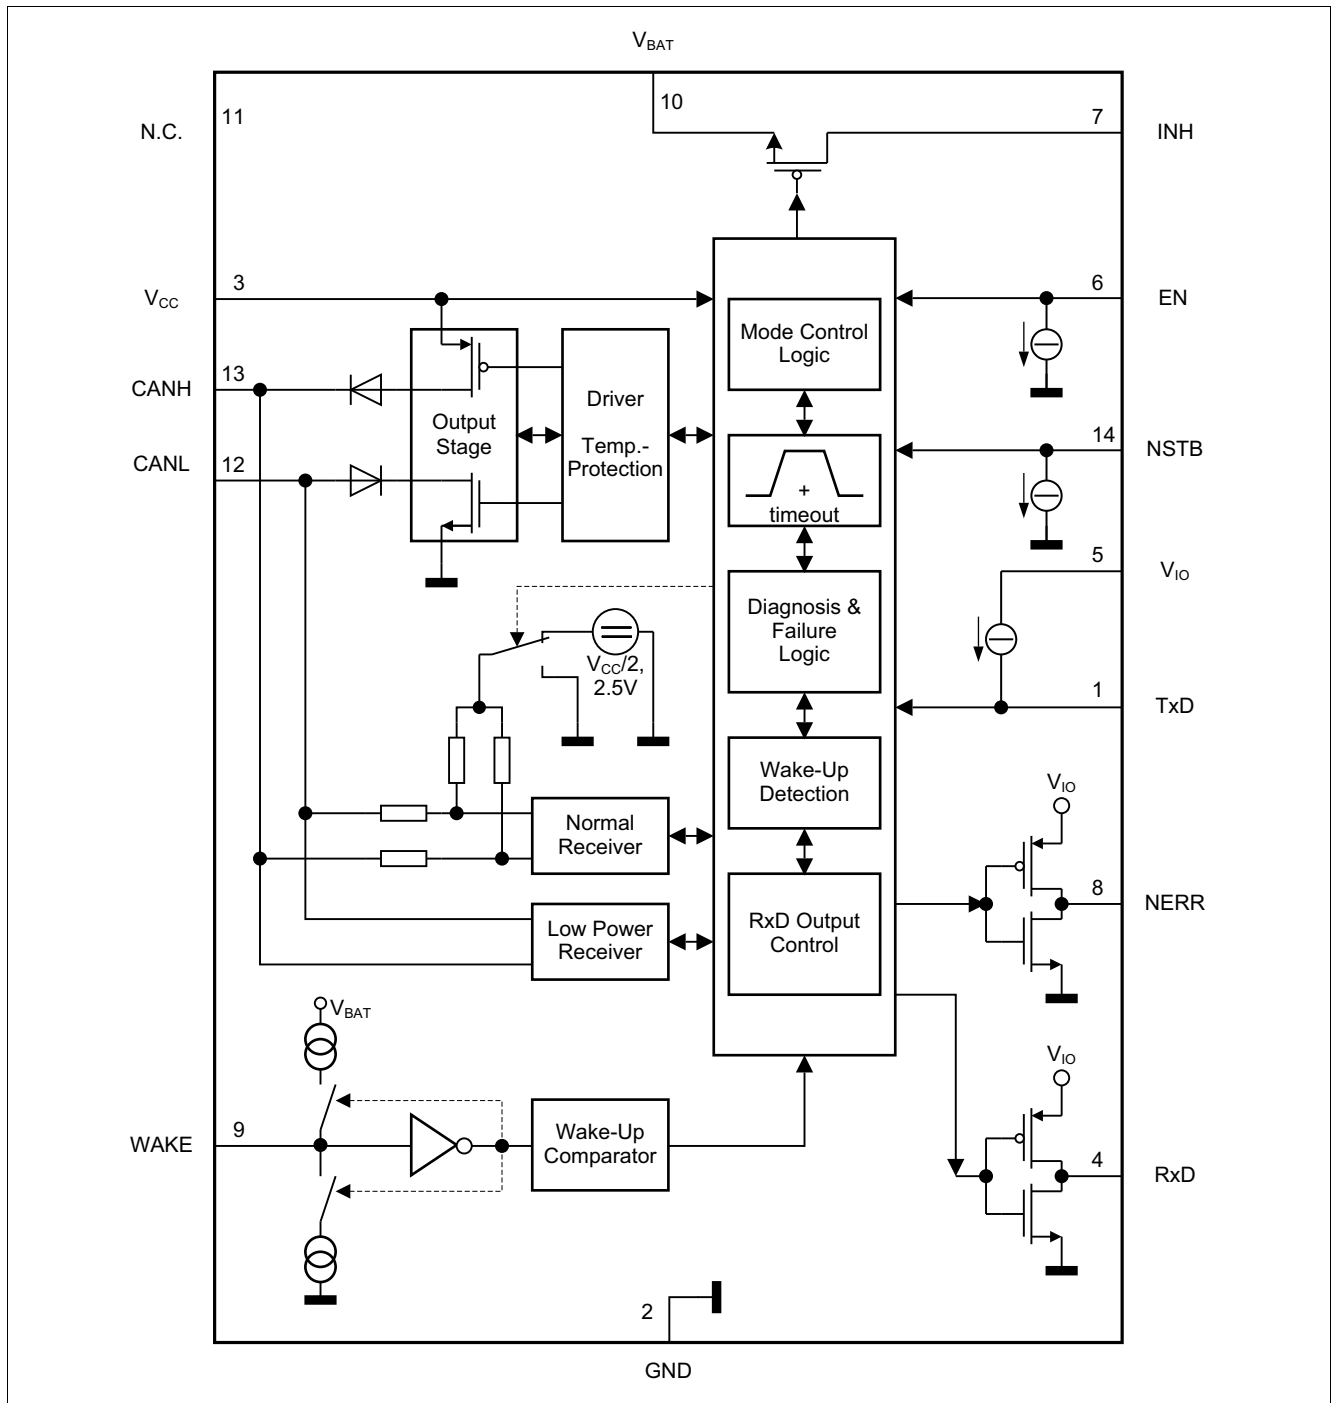 VBAT
10
N.C.
11
7
INH
VCC
3
6
EN
CANH
13
Mode Control
Logic
Output
Stage
Driver
Temp.-
Protection
CANL
12
14
NSTB
+
timeout
5
VIO
Diagnosis &
Failure
Logic
VCC/2,
2.5V
1
TxD
Wake-Up
Detection
VIO
Normal
Receiver
8
NERR
RxD Output
Control
Low Power
Receiver
VBAT
VIO
WAKE
9
Wake-Up
Comparator
4
RxD
2
GND